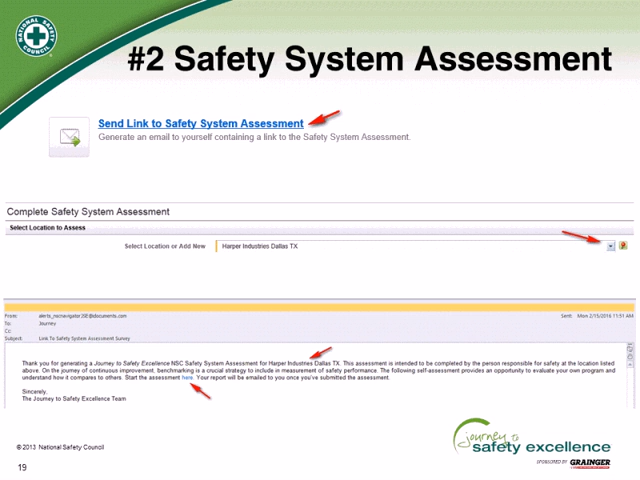 NATIONAL SAFETY COUNCIL
#2 Safety System Assessment
Send Link to Safety System Assessment
Generate an email to yourself containing a link to the Safety System Assessment.
Complete Safety System Assessment
Select Location to Assess
Select Location or Add New
Harper Industries Dallas TX
From:
Sent: Mon 2/15/2016 11:51 AM
To: Journey
Cc:
Subject: Link To Safety System Assessment Survey
Thank you for generating a Journey to Safety Excellence NSC Safety System Assessment for Harper Industries Dallas TX. This assessment is intended to be completed by the person responsible for safety at the location listed
above. On the journey of continuous improvement, benchmarking is a crucial strategy to include in measurement of safety performance. The following self-assessment provides an opportunity to evaluate your own program and
understand how it compares to others. Start the assessment here. Your report will be emailed to you once you've submitted the assessment.
Sincerely,
The Journey to Safety Excellence Team
journey to
safety excellence
SPONSORED BY GRAINGER
© 2013 National Safety Council
19